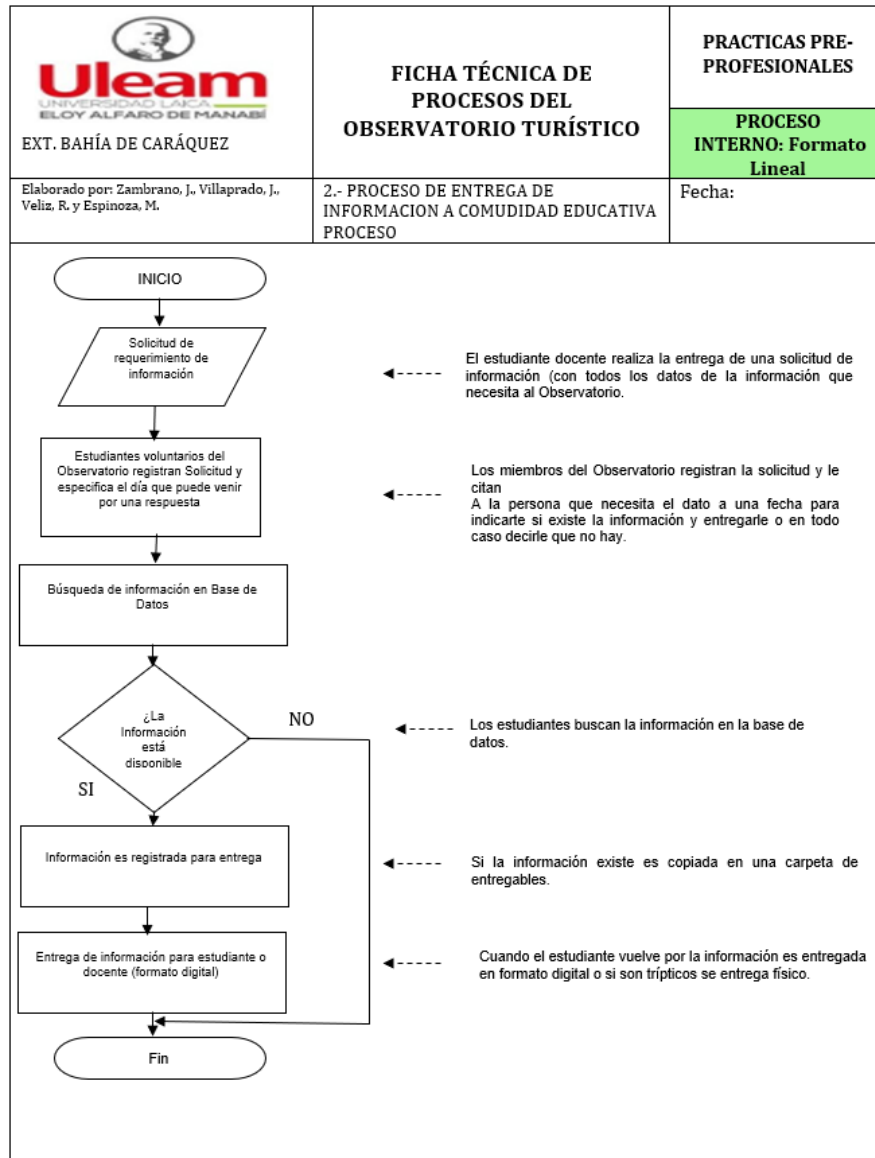 Uleam
UNIVERSIDAD LAICA
ELOY ALFARO DE MANABÍ
EXT. BAHÍA DE CARÁQUEZ
FICHA TÉCNICA DE
PROCESOS DEL
OBSERVATORIO TURÍSTICO
PRACTICAS PRE-
PROFESIONALES
PROCESO
INTERNO: Formato
Lineal
Elaborado por: Zambrano, J., Villaprado, J.,
Veliz, R. y Espinoza, M.
2.- PROCESO DE ENTREGA DE
INFORMACION A COMUDIDAD EDUCATIVA
PROCESO
Fecha:
INICIO
Solicitud de
requerimiento de
información
El estudiante docente realiza la entrega de una solicitud de
información (con todos los datos de la información que
necesita al Observatorio.
Estudiantes voluntarios del
Observatorio registran Solicitud y
especifica el día que puede venir
por una respuesta
Los miembros del Observatorio registran la solicitud y le
citan
A la persona que necesita el dato a una fecha para
indicarte si existe la información y entregarle o en todo
caso decirle que no hay.
Búsqueda de información en Base de
Datos
¿La
Información
está
disponible
NO
SI
Los estudiantes buscan la información en la base de
datos.
Información es registrada para entrega
Si la información existe es copiada en una carpeta de
entregables.
Entrega de información para estudiante o
docente (formato digital)
Cuando el estudiante vuelve por la información es entregada
en formato digital o si son trípticos se entrega físico.
Fin